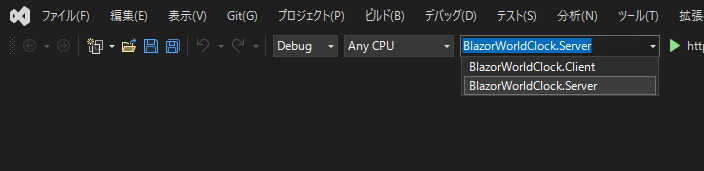 ファイル(F) 編集(E) 表示(V) Git(G) プロジェクト(P) ビルド(B) デバッグ(D) テスト(S) 分析(N) ツール(T) 拡張
Debug Any CPU BlazorWorldClock.Server htt
BlazorWorldClock.Client
BlazorWorldClock.Server